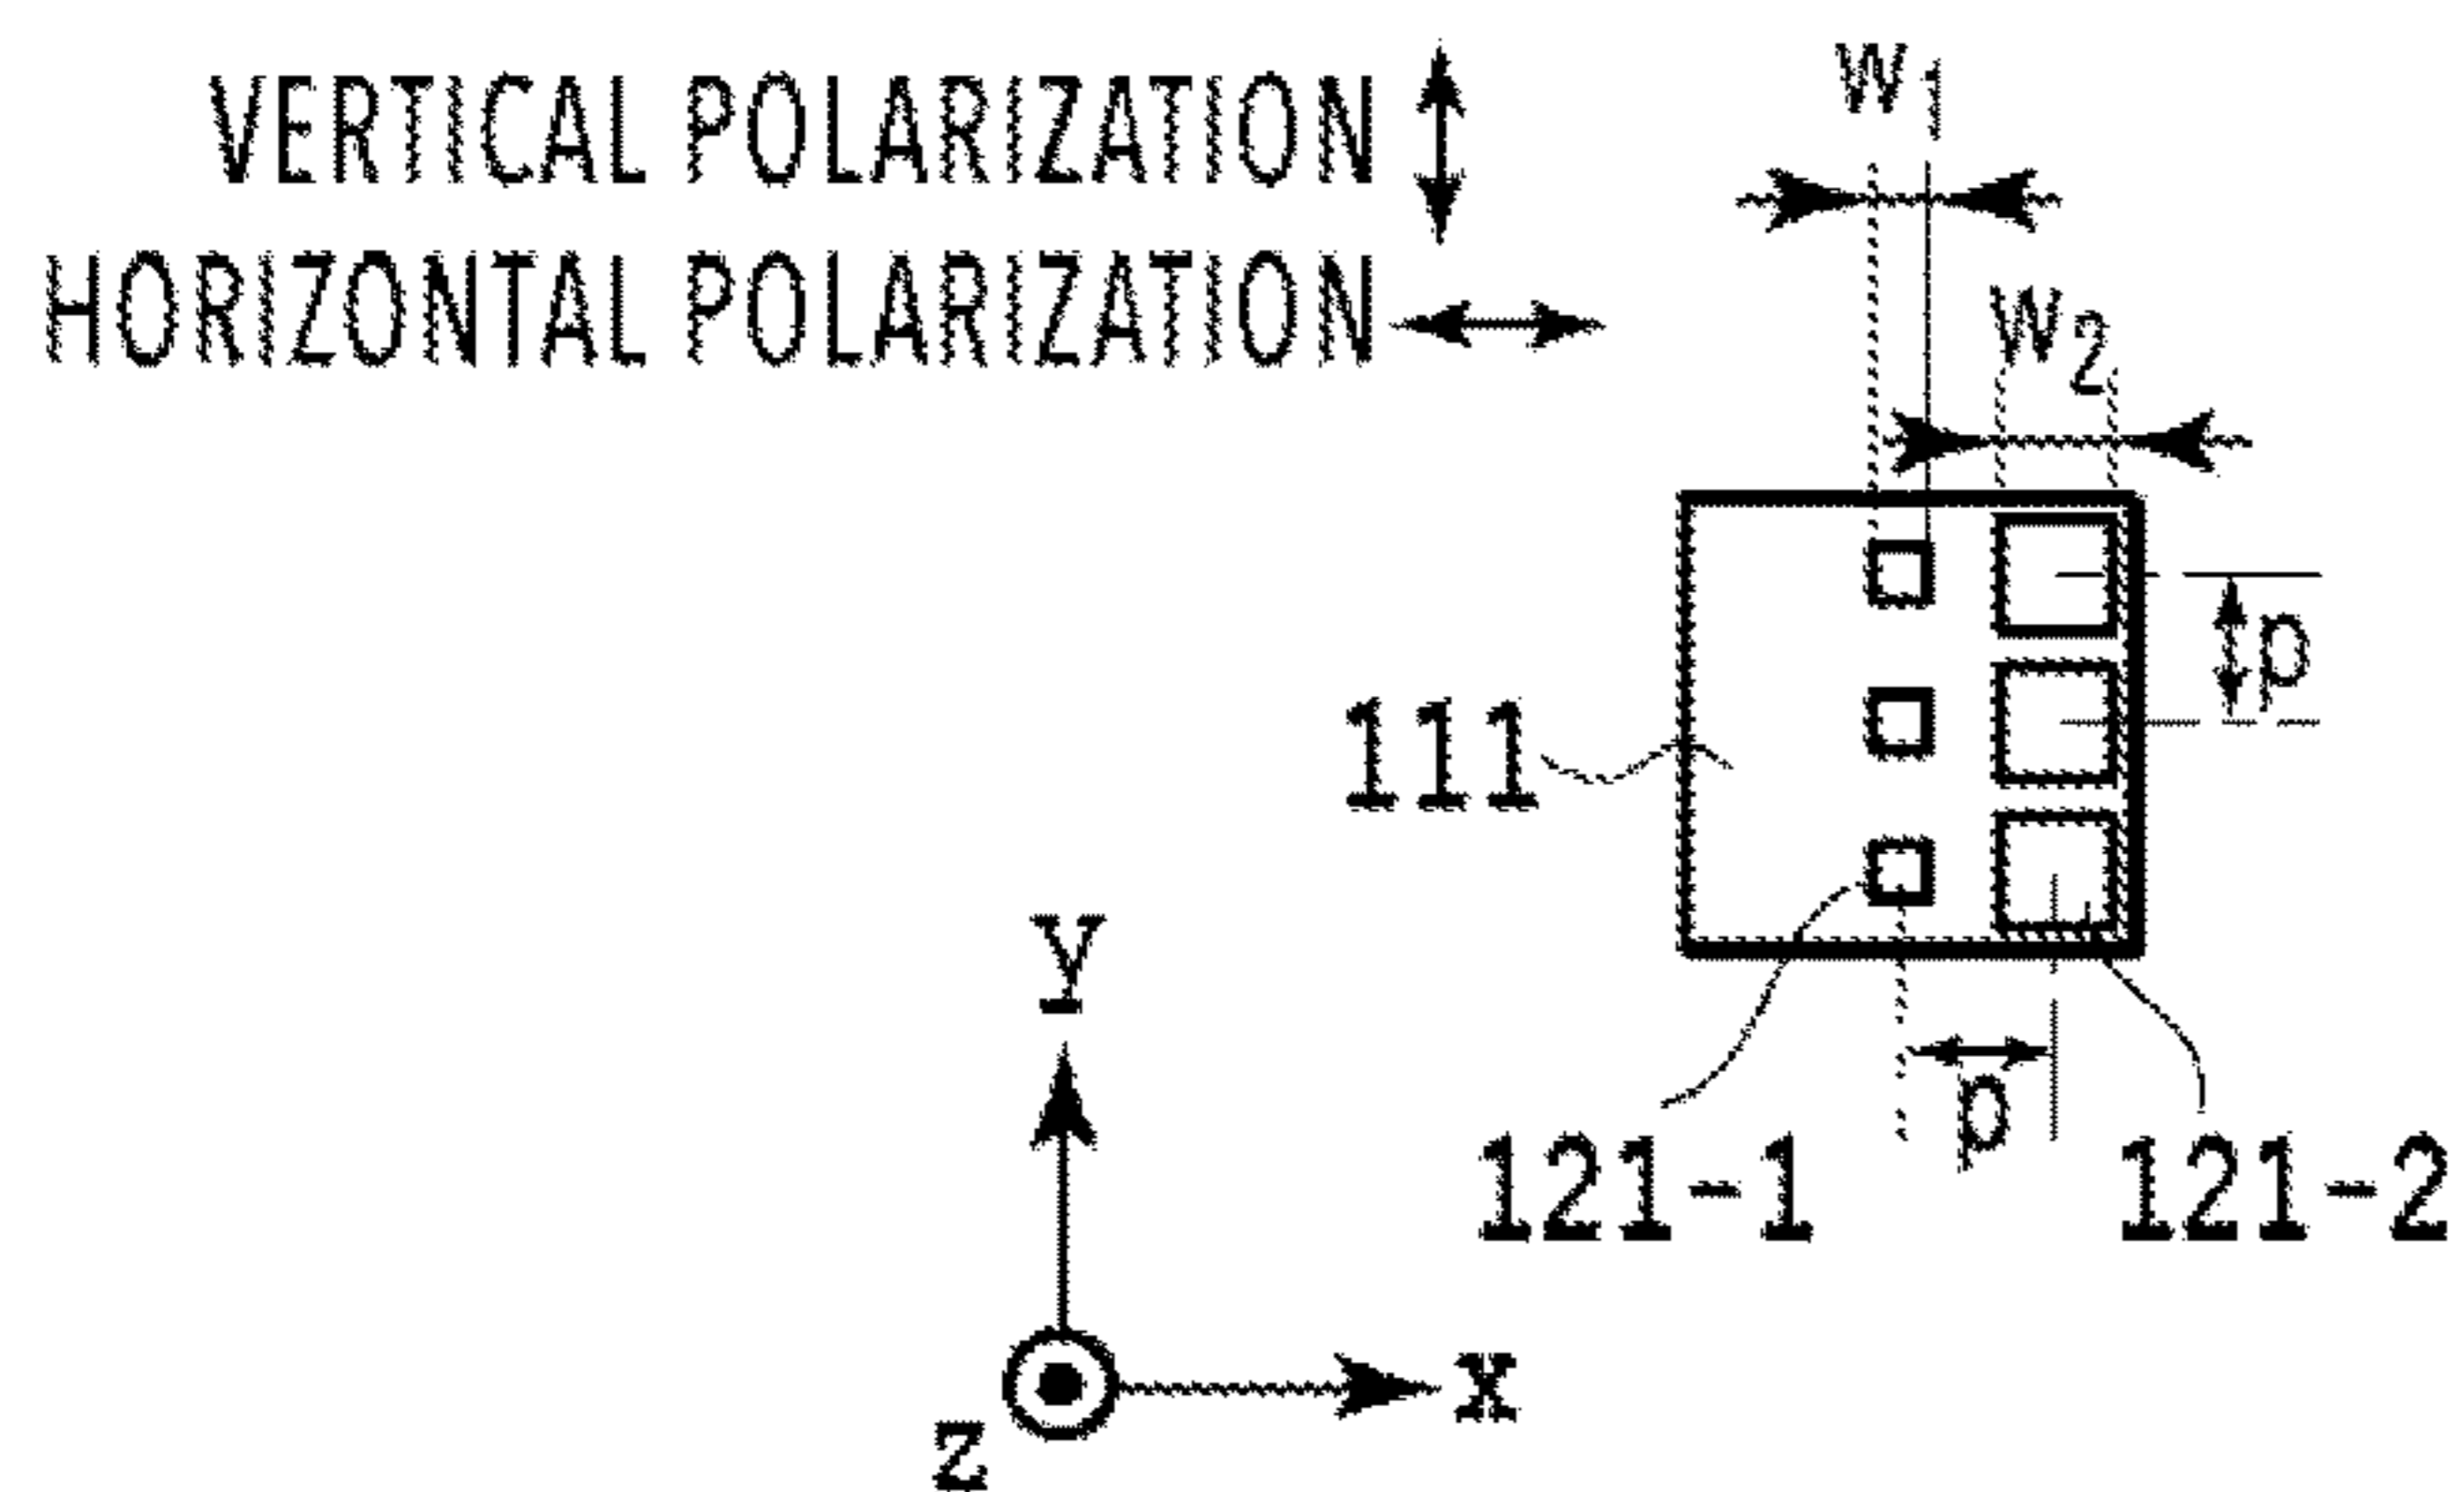 VERTICAL POLARIZATION
HORIZONTAL POLARIZATION
W1
W2
p
111
p
121-1
121-2
y
x
z